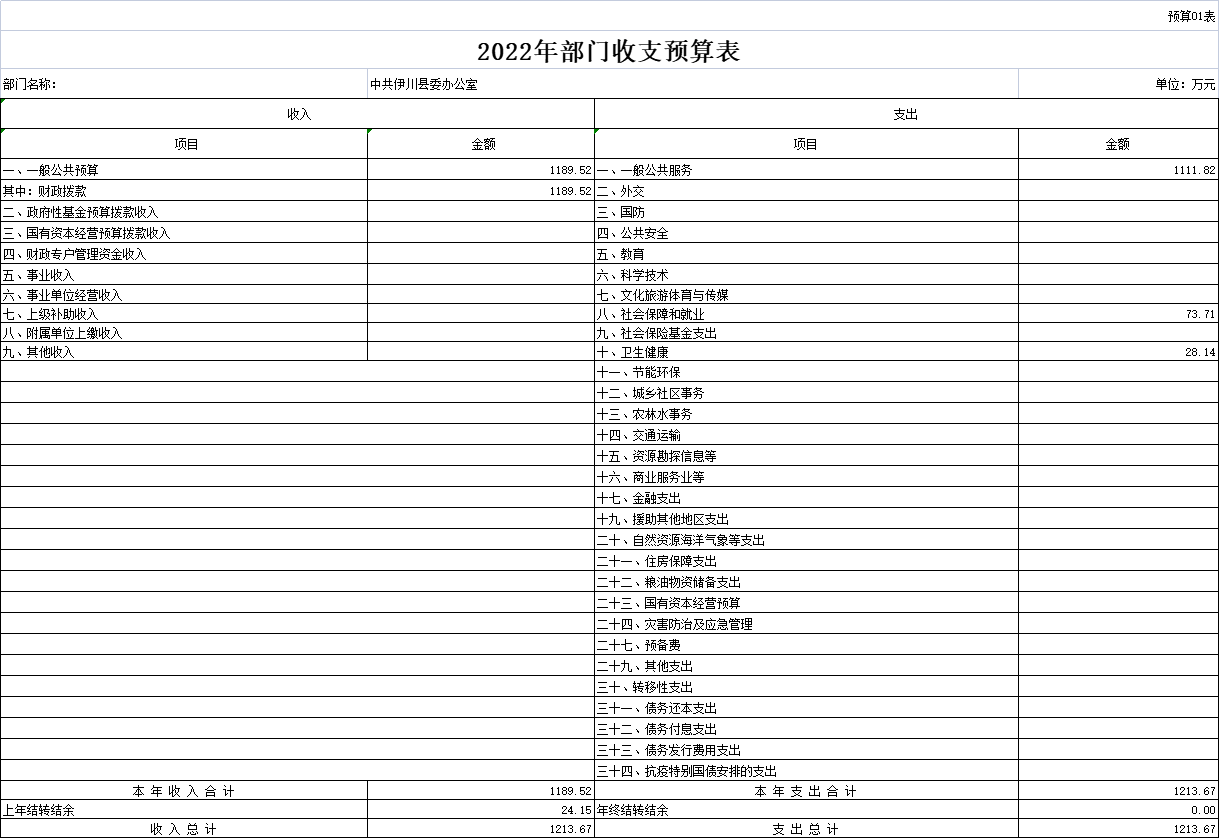 预算01表
2022年部门收支预算表
部门名称: 中共伊川县委办公室 单位：万元
收入 支出
项目 金额 项目 金额
一、一般公共预算 1189.52 一、一般公共服务 1111.82
其中：财政拨款 1189.52 二、外交
二、政府性基金预算拨款收入 三、国防
三、国有资本经营预算拨款收入 四、公共安全
四、财政专户管理资金收入 五、教育
五、事业收入 六、科学技术
六、事业单位经营收入 七、文化旅游体育与传媒
七、上级补助收入 八、社会保障和就业 73.71
八、附属单位上缴收入 九、社会保险基金支出
九、其他收入 十、卫生健康 28.14
十一、节能环保
十二、城乡社区事务
十三、农林水事务
十四、交通运输
十五、资源勘探信息等
十六、商业服务业等
十七、金融支出
十九、援助其他地区支出
二十、自然资源海洋气象等支出
二十一、住房保障支出
二十二、粮油物资储备支出
二十三、国有资本经营预算
二十四、灾害防治及应急管理
二十七、预备费
二十九、其他支出
三十、转移性支出
三十一、债务还本支出
三十二、债务付息支出
三十三、债务发行费用支出
三十四、抗疫特别国债安排的支出
本 年 收 入 合 计 1189.52 本 年 支 出 合 计 1213.67
上年结转结余 24.15 年终结转结余 0.00
收 入 总 计 1213.67 支 出 总 计 1213.67